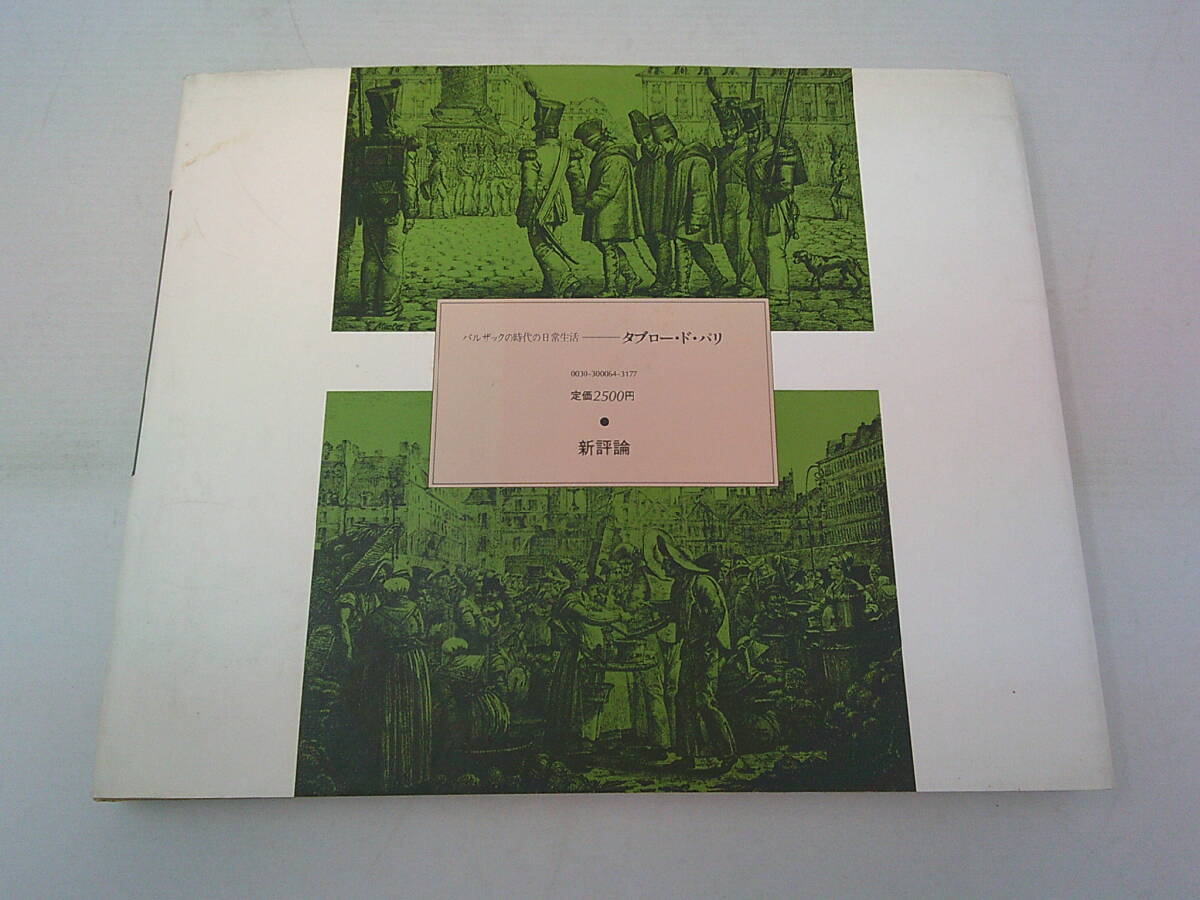 バルザックの時代の日常生活———タブロー・ド・パリ
0030-300064-3177
定価2500円
●
新評論